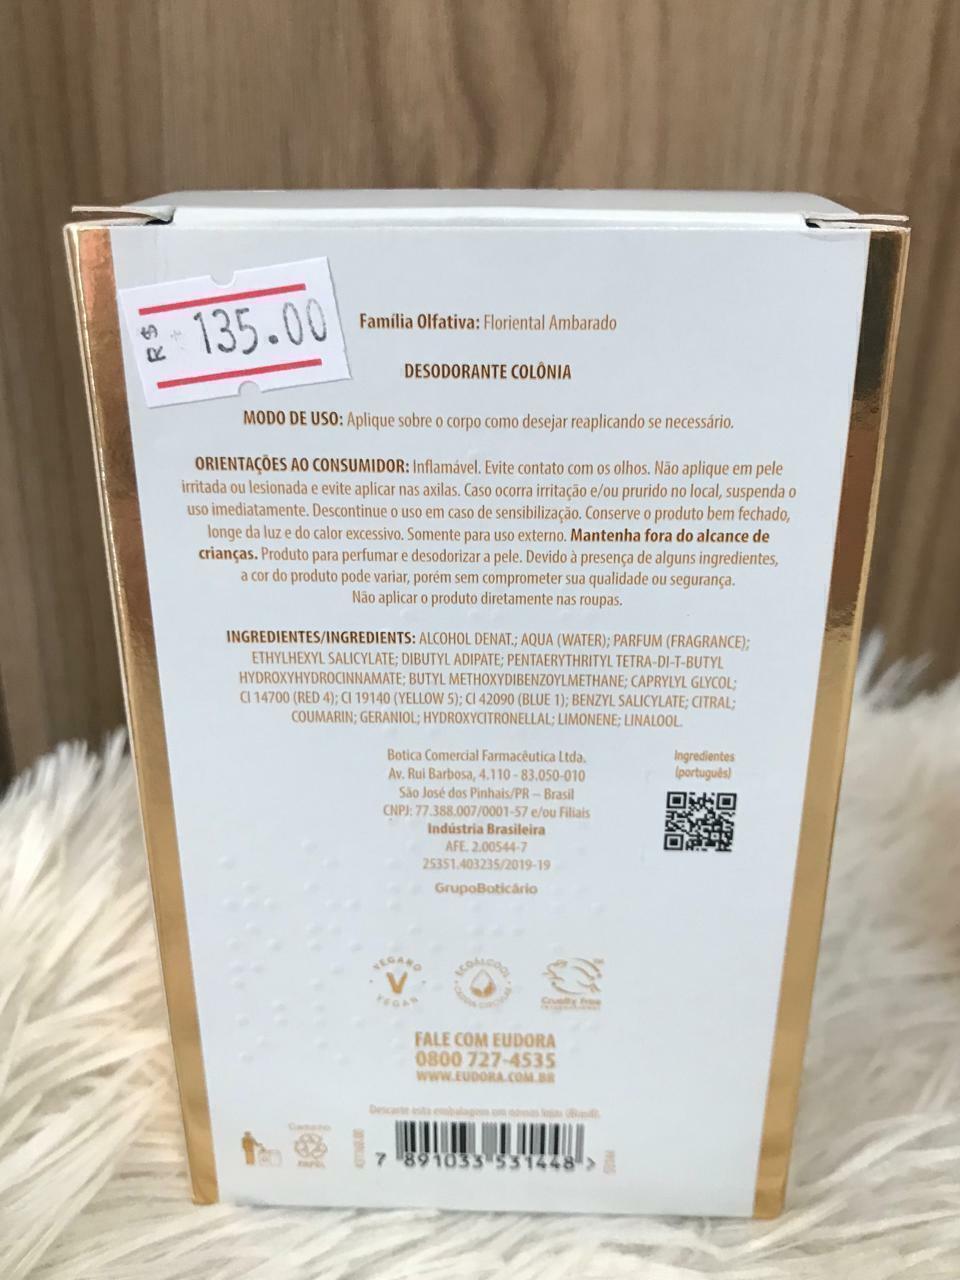 R$ 135.00
Família Olfativa: Floriental Ambarado
DESODORANTE COLÔNIA
MODO DE USO: Aplique sobre o corpo como desejar reaplicando se necessário.
ORIENTAÇÕES AO CONSUMIDOR: Inflamável. Evite contato com os olhos. Não aplique em pele
irritada ou lesionada e evite aplicar nas axilas. Caso ocorra irritação e/ou prurido no local, suspenda o
uso imediatamente. Descontinue o uso em caso de sensibilização. Conserve o produto bem fechado,
longe da luz e do calor excessivo. Somente para uso externo. Mantenha fora do alcance de
crianças. Produto para perfumar e desodorizar a pele. Devido à presença de alguns ingredientes,
a cor do produto pode variar, porém sem comprometer sua qualidade ou segurança.
Não aplicar o produto diretamente nas roupas.
INGREDIENTES/INGREDIENTS: ALCOHOL DENAT.; AQUA (WATER); PARFUM (FRAGRANCE);
ETHYLHEXYL SALICYLATE; DIBUTYL ADIPATE; PENTAERYTHRITYL TETRA-DI-T-BUTYL
HYDROXYHYDROCINNAMATE; BUTYL METHOXYDIBENZOYLMETHANE; CAPRYLYL GLYCOL;
CI 14700 (RED 4); CI 19140 (YELLOW 5); CI 42090 (BLUE 1); BENZYL SALICYLATE; CITRAL;
COUMARIN; GERANIOL; HYDROXYCITRONELLAL; LIMONENE; LINALOOL.
Botica Comercial Farmacêutica Ltda.
Av. Rui Barbosa, 4.110 - 83.050-010
São José dos Pinhais/PR – Brasil
CNPJ: 77.388.007/0001-57 e/ou Filiais
Indústria Brasileira
AFE. 2.00544-7
25351.403235/2019-19
GrupoBoticário
Ingredientes
(português)
VEGANO
VEGAN
ECOÁLCOOL
Cruelty Free
INTERNATIONAL
FALE COM EUDORA
0800 727-4535
WWW.EUDORA.COM.BR
Descarte esta embalagem em nossas lojas (Brasil).
Cartucho
PAPEL
7 891033 531448 >